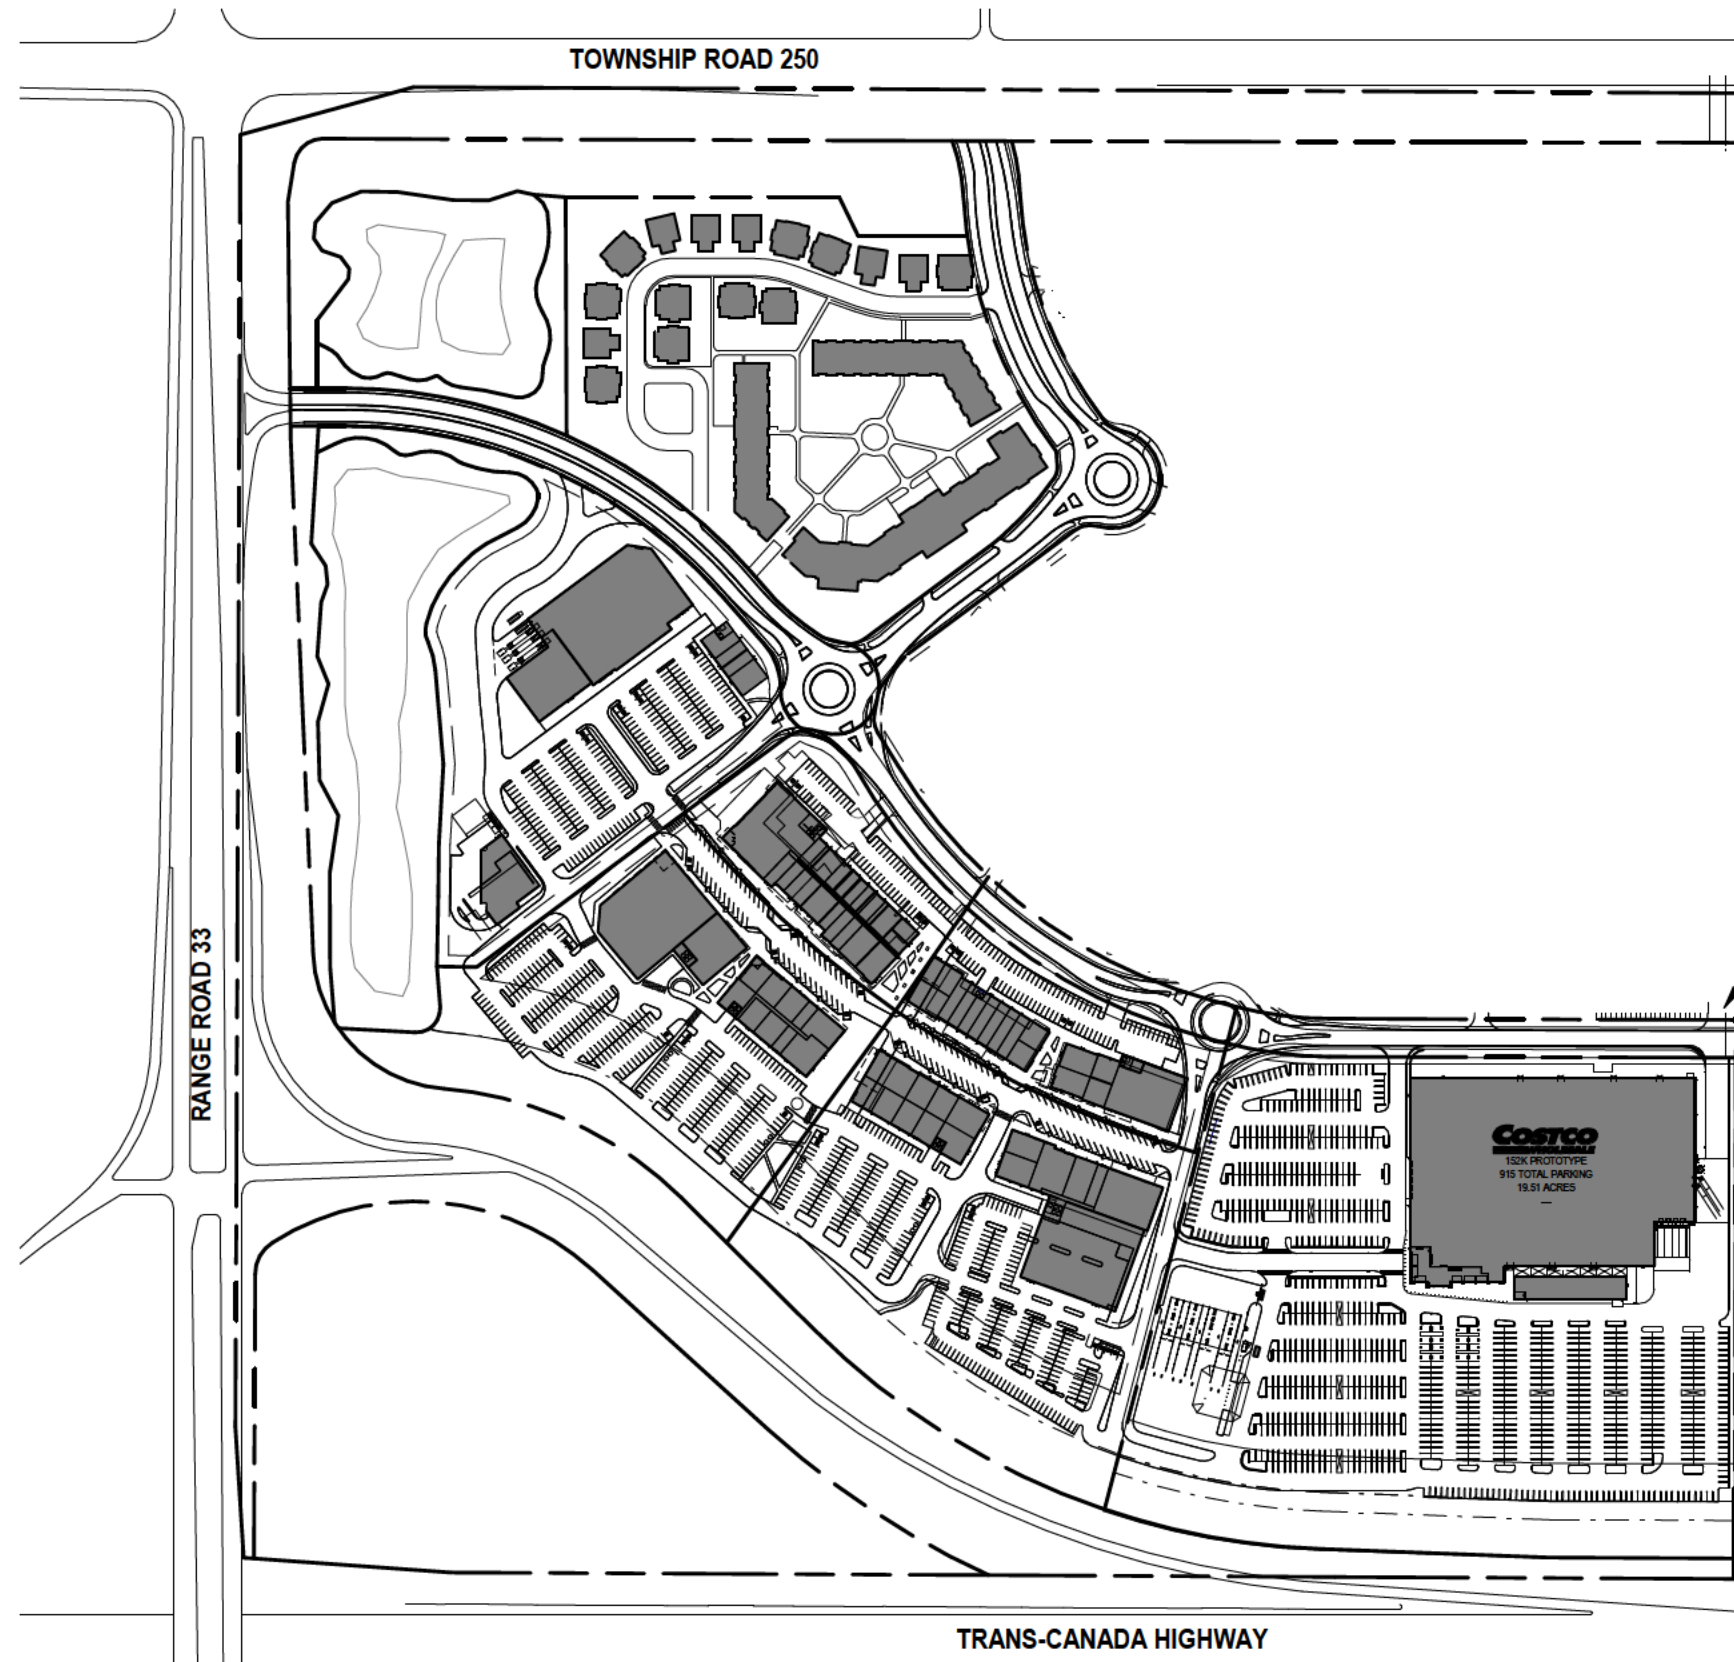 TOWNSHIP ROAD 250
RANGE ROAD 33
COSTCO
152K PROTOTYPE
915 TOTAL PARKING
19.51 ACRES
TRANS-CANADA HIGHWAY